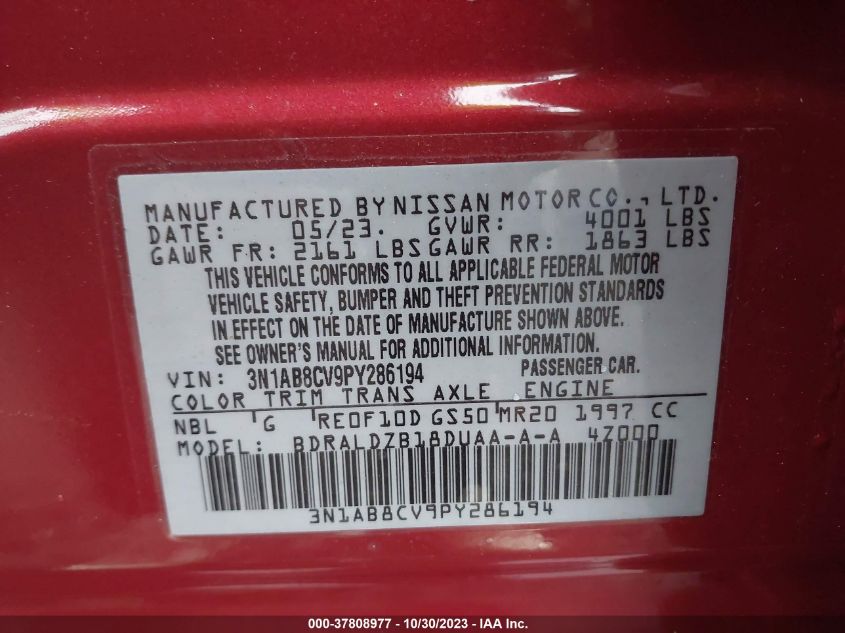 MANUFACTURED BY NISSAN MOTOR CO., LTD.
DATE: 05/23. GVWR: 4001 LBS
GAWR FR: 2161 LBS GAWR RR: 1863 LBS
THIS VEHICLE CONFORMS TO ALL APPLICABLE FEDERAL MOTOR
VEHICLE SAFETY, BUMPER AND THEFT PREVENTION STANDARDS
IN EFFECT ON THE DATE OF MANUFACTURE SHOWN ABOVE.
SEE OWNER'S MANUAL FOR ADDITIONAL INFORMATION.
VIN: 3N1AB8CV9PY286194 PASSENGER CAR.
COLOR TRIM TRANS AXLE ENGINE
NBL G RE0F10D GS50 MR20 1997 CC
MODEL: BDRALDZB18DUAA-A-A 4Z000
3N1AB8CV9PY286194
000-37808977 - 10/30/2023 - IAA Inc.